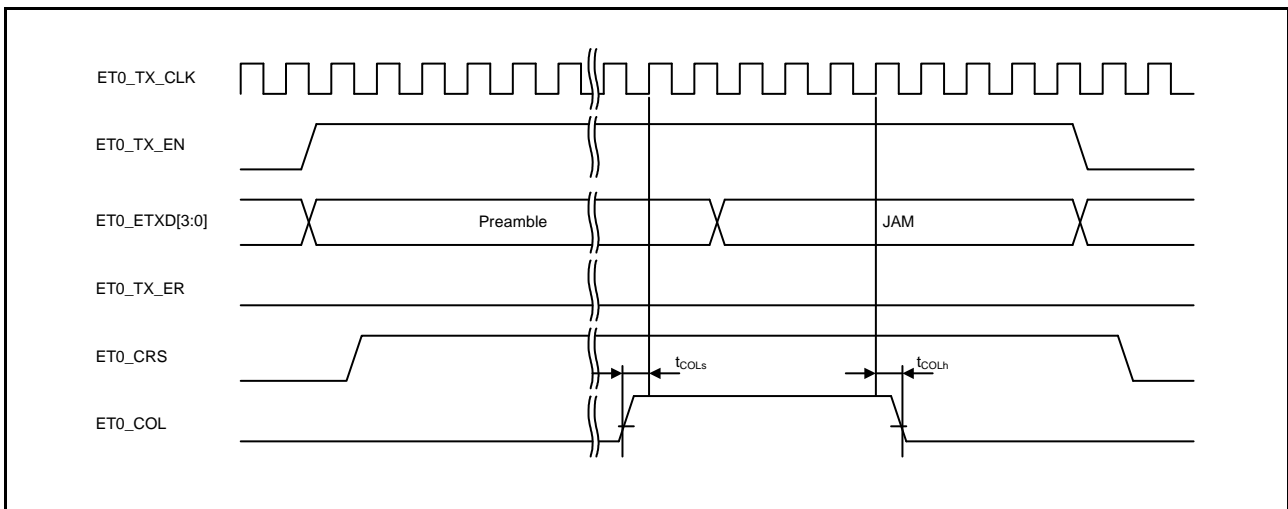 ET0_TX_CLK
ET0_TX_EN
ET0_ETXD[3:0]
Preamble
JAM
ET0_TX_ER
ET0_CRS
tCOLs
tCOLh
ET0_COL